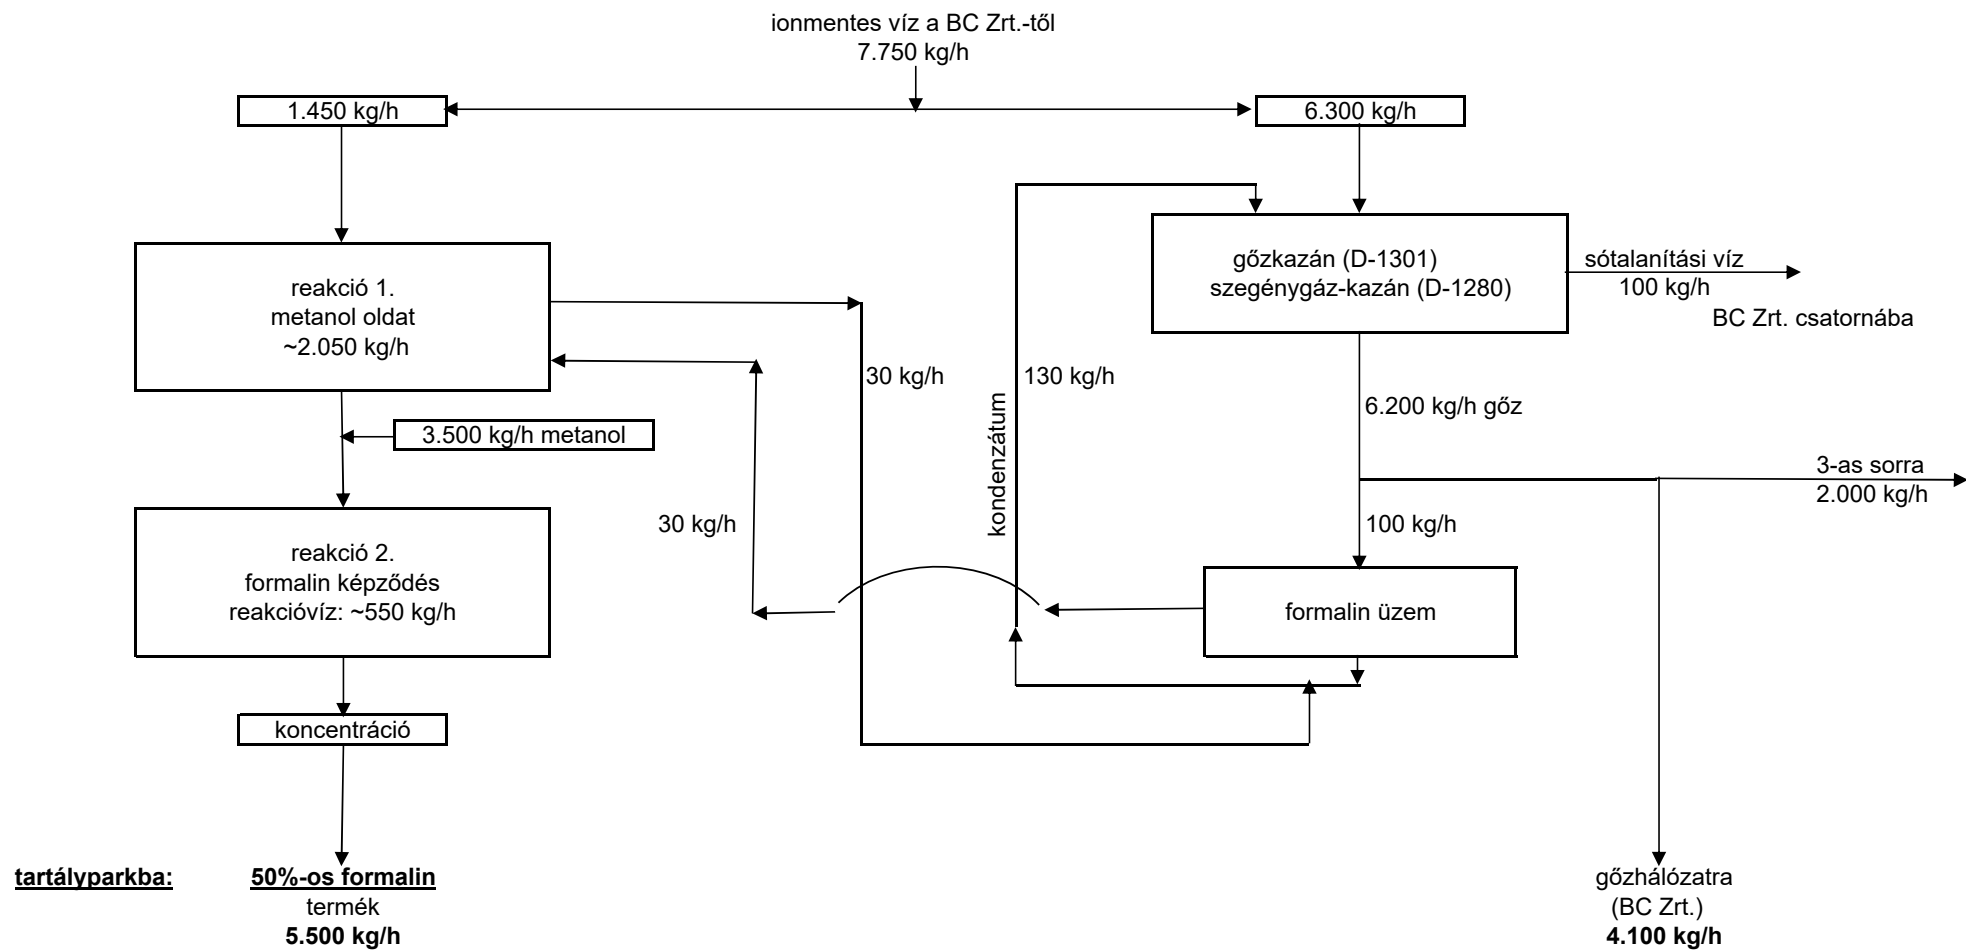 ionmentes víz a BC Zrt.-től
7.750 kg/h
1.450 kg/h
6.300 kg/h
reakció 1.
metanol oldat
~2.050 kg/h
gőzkazán (D-1301)
szegénygáz-kazán (D-1280)
sótalanítási víz
100 kg/h
BC Zrt. csatornába
30 kg/h
130 kg/h
kondenzátum
6.200 kg/h gőz
3.500 kg/h metanol
3-as sorra
2.000 kg/h
30 kg/h
100 kg/h
reakció 2.
formalin képződés
reakcióvíz: ~550 kg/h
formalin üzem
koncentráció
tartályparkba:
50%-os formalin
termék
5.500 kg/h
gőzhálózatra
(BC Zrt.)
4.100 kg/h